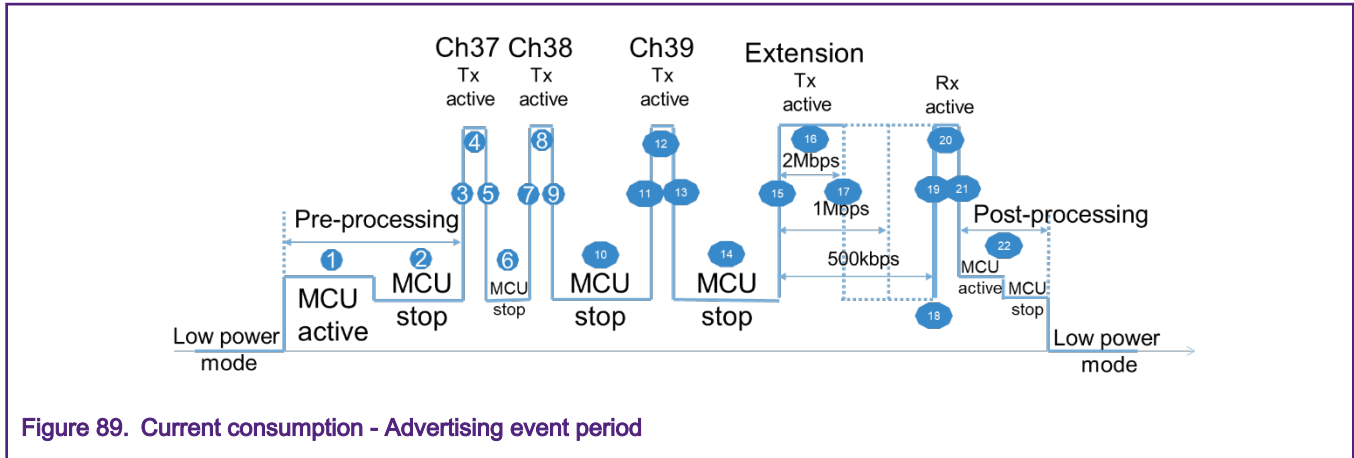 Ch37 Ch38 Ch39 Extension
Tx Tx Tx Tx Rx
active active active active active
4 8 12 16 20
2Mbps
3 5 7 9 11 13 15 17 19 21
1Mbps
Pre-processing Post-processing
1 2 6 10 14 500kbps 22
MCU active MCU stop MCU stop MCU stop MCU stop MCU active MCU stop
18
Low power mode Low power mode
Figure 89. Current consumption - Advertising event period